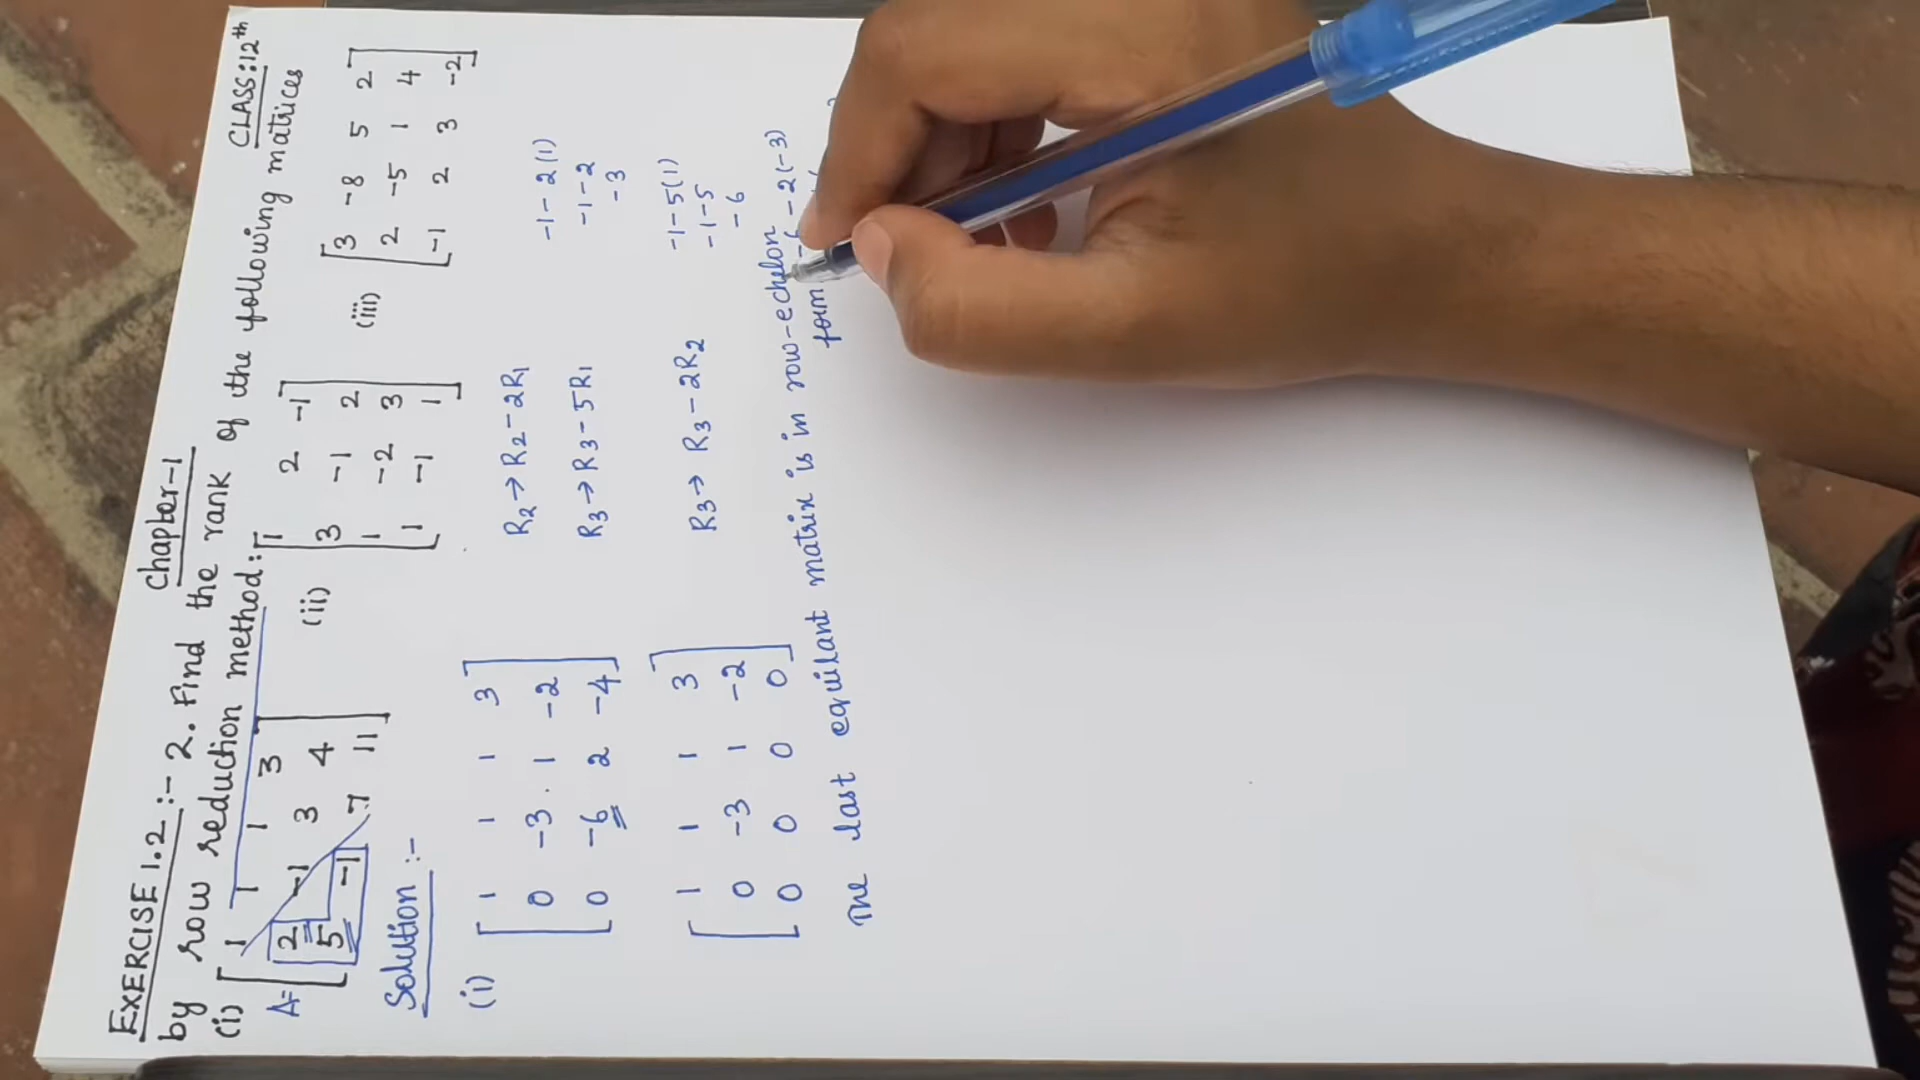 Chapter-1
CLASS:12th
EXERCISE 1.2 :- 2. Find the rank of the following matrices
by row reduction method:-
(i) A= [ 1 1 1 3
2 -1 3 4
5 -1 7 11 ]
(ii) [ 1 2 -1
3 -1 2
1 -2 3
1 -1 1 ]
(iii) [ 3 -8 5 2
2 -5 1 4
-1 2 3 -2 ]
Solution :-
(i) [ 1 1 1 3
0 -3 . 1 -2
0 -6 2 -4 ]
R2 → R2 - 2R1
R3 → R3 - 5R1
-1 - 2(1)
-1 - 2
-3
[ 1 1 1 3
0 -3 1 -2
0 0 0 0 ]
R3 → R3 - 2R2
-1 - 5(1)
-1 - 5
-6
-6 - 2(-3)
The last equilant matrix is in row-echelon
form